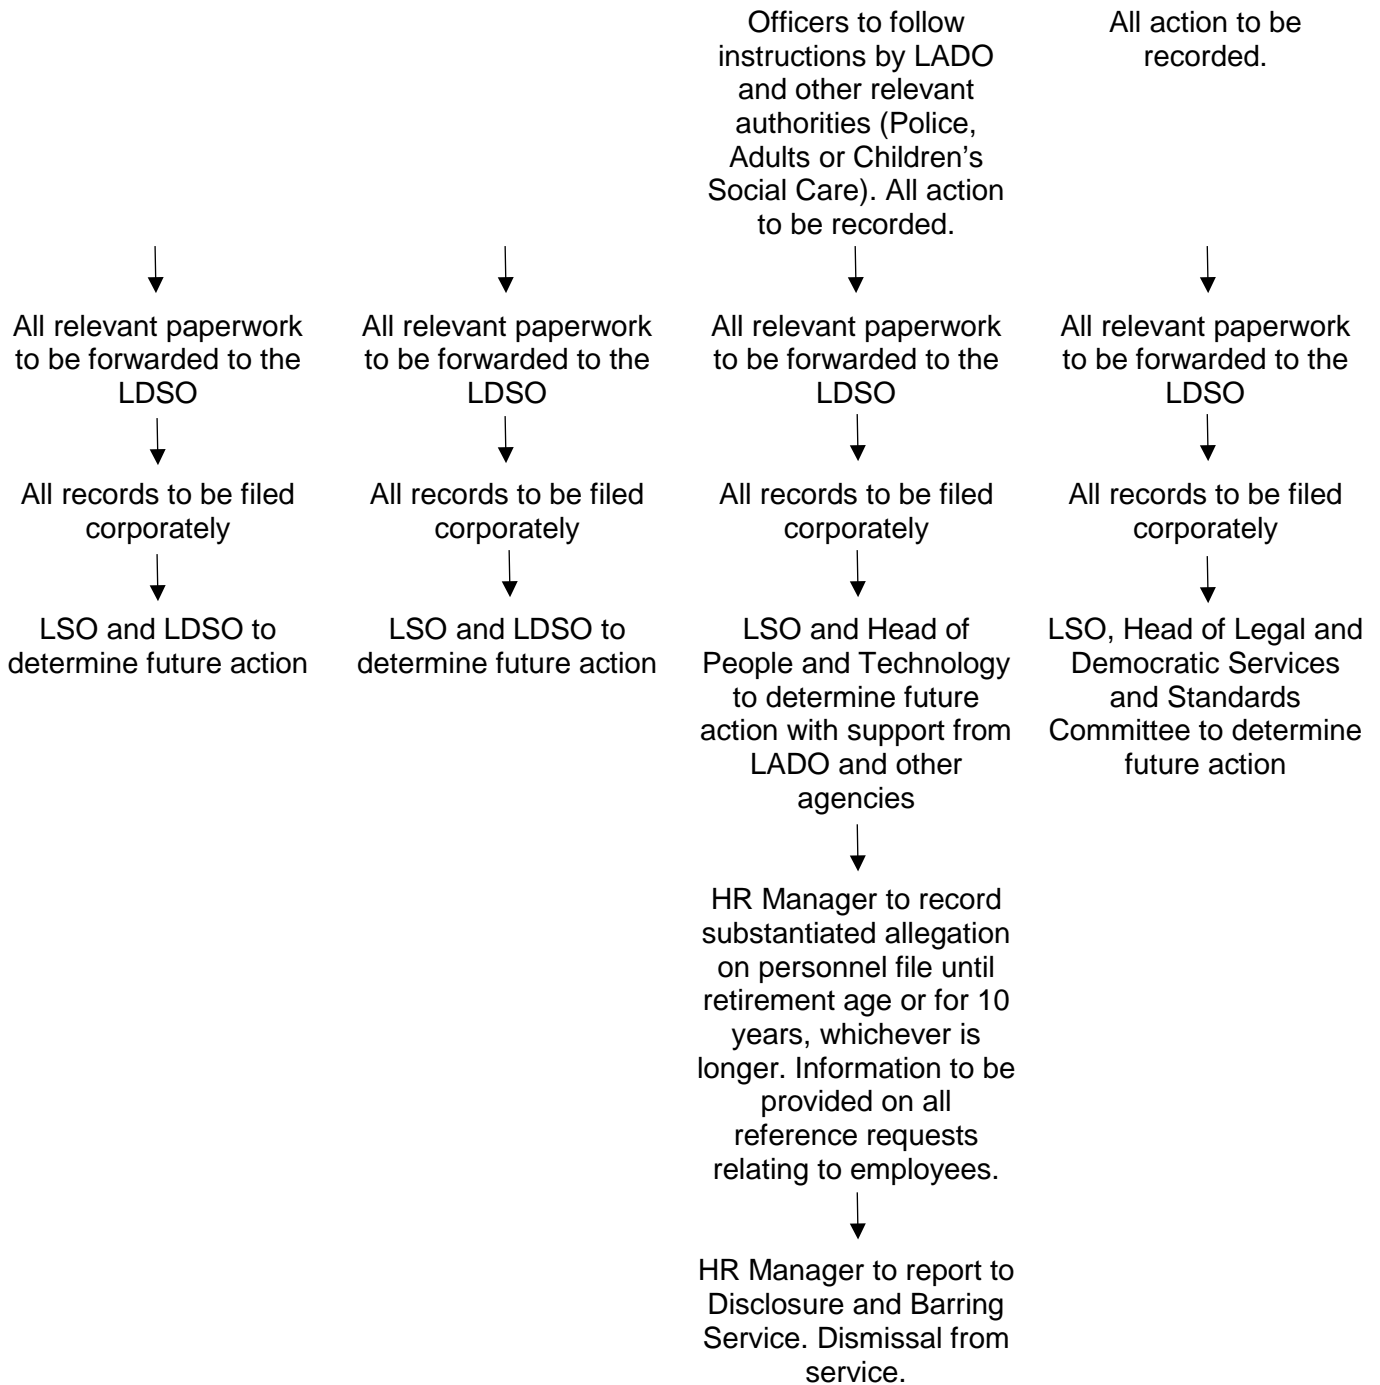 Officers to follow
instructions by LADO
and other relevant
authorities (Police,
Adults or Children’s
Social Care). All action
to be recorded.
All action to be
recorded.
All relevant paperwork
to be forwarded to the
LDSO
All relevant paperwork
to be forwarded to the
LDSO
All relevant paperwork
to be forwarded to the
LDSO
All relevant paperwork
to be forwarded to the
LDSO
All records to be filed
corporately
All records to be filed
corporately
All records to be filed
corporately
All records to be filed
corporately
LSO and LDSO to
determine future action
LSO and LDSO to
determine future action
LSO and Head of
People and Technology
to determine future
action with support from
LADO and other
agencies
LSO, Head of Legal and
Democratic Services
and Standards
Committee to determine
future action
HR Manager to record
substantiated allegation
on personnel file until
retirement age or for 10
years, whichever is
longer. Information to be
provided on all
reference requests
relating to employees.
HR Manager to report to
Disclosure and Barring
Service. Dismissal from
service.